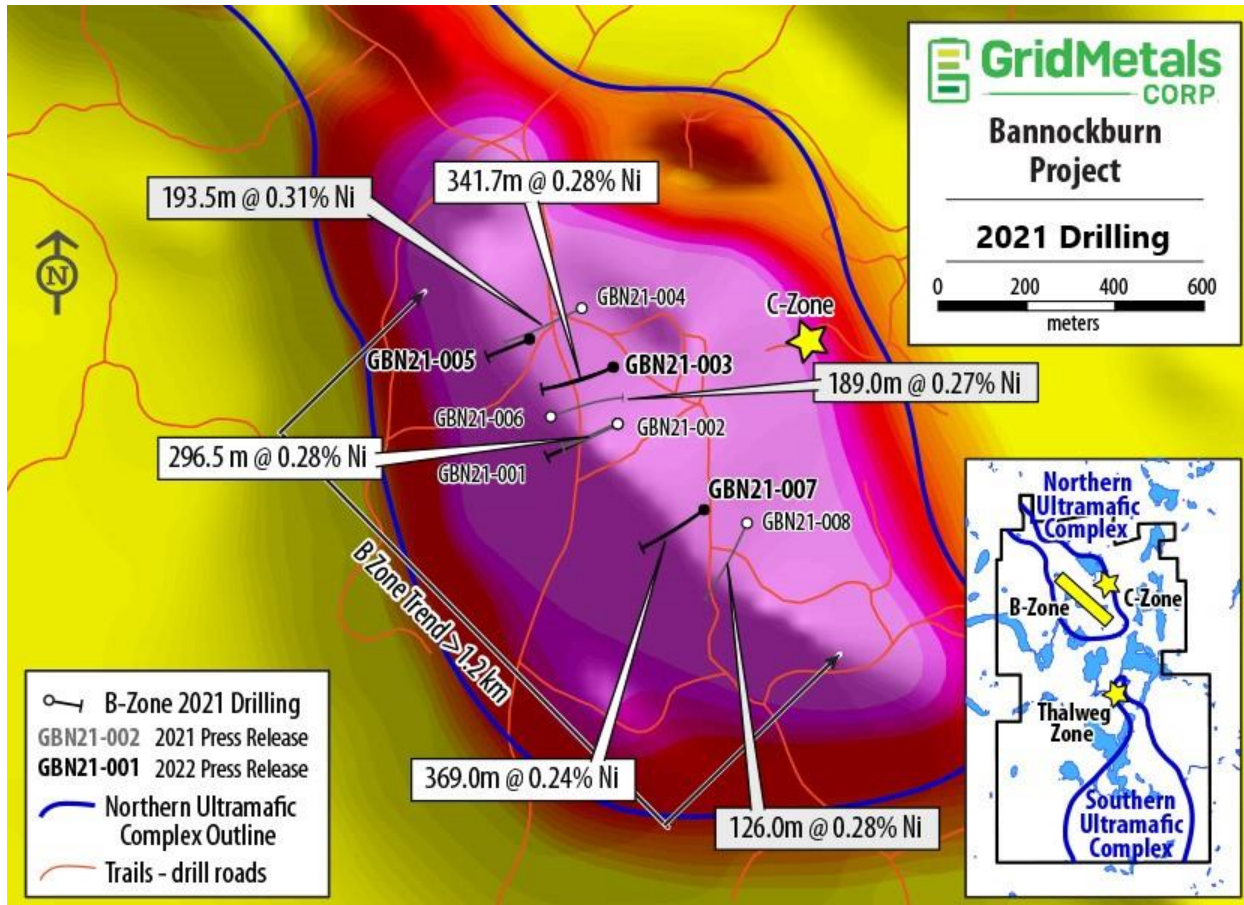 GridMetals
CORP.
Bannockburn
Project
2021 Drilling
0 200 400 600
meters
193.5m @ 0.31% Ni
341.7m @ 0.28% Ni
N
GBN21-004
C-Zone
GBN21-005
GBN21-003
189.0m @ 0.27% Ni
GBN21-006
GBN21-002
296.5 m @ 0.28% Ni
GBN21-001
GBN21-007
GBN21-008
B Zone Trend > 1.2 km
369.0m @ 0.24% Ni
126.0m @ 0.28% Ni
B-Zone 2021 Drilling
GBN21-002 2021 Press Release
GBN21-001 2022 Press Release
Northern Ultramafic
Complex Outline
Trails - drill roads
Northern
Ultramafic
Complex
B-Zone
C-Zone
Thalweg
Zone
Southern
Ultramafic
Complex